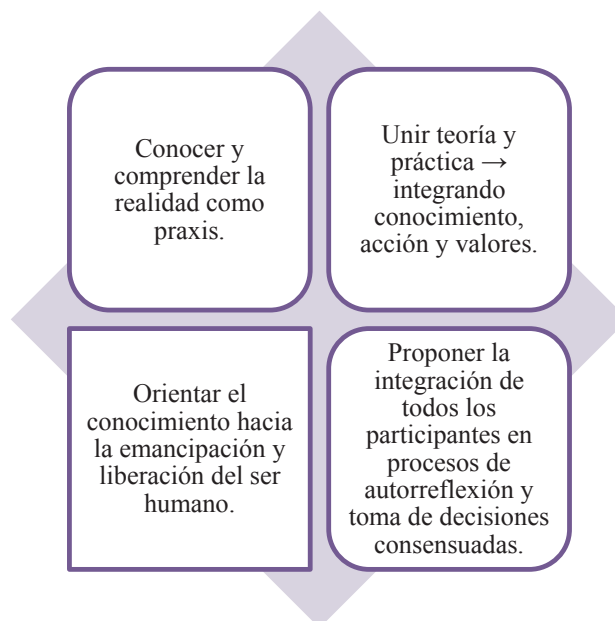 Conocer y
comprender la
realidad como
praxis.
Unir teoría y
práctica →
integrando
conocimiento,
acción y valores.
Orientar el
conocimiento hacia
la emancipación y
liberación del ser
humano.
Proponer la
integración de
todos los
participantes en
procesos de
autorreflexión y
toma de decisiones
consensuadas.